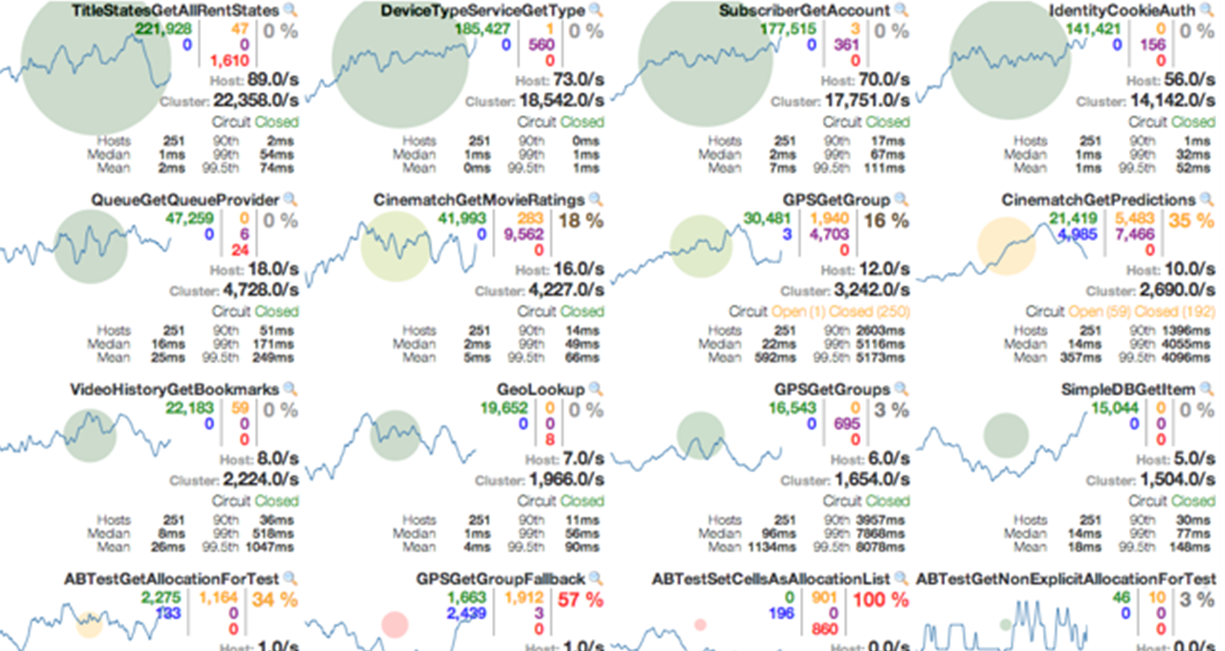 TitleStatesGetAllRentStates
221,928 47 0 %
0 0
1,610
Host: 89.0/s
Cluster: 22,358.0/s
Circuit Closed
Hosts 251 90th 2ms
Median 1ms 99th 54ms
Mean 2ms 99.5th 74ms
DeviceTypeServiceGetType
185,427 1 0 %
0 560
0
Host: 73.0/s
Cluster: 18,542.0/s
Circuit Closed
Hosts 251 90th 0ms
Median 1ms 99th 1ms
Mean 0ms 99.5th 1ms
SubscriberGetAccount
177,515 3 0 %
0 361
0
Host: 70.0/s
Cluster: 17,751.0/s
Circuit Closed
Hosts 251 90th 17ms
Median 2ms 99th 67ms
Mean 7ms 99.5th 111ms
IdentityCookieAuth
141,421 0 0 %
0 156
0
Host: 56.0/s
Cluster: 14,142.0/s
Circuit Closed
Hosts 251 90th 1ms
Median 1ms 99th 32ms
Mean 1ms 99.5th 52ms
QueueGetQueueProvider
47,259 0 0 %
0 6
24
Host: 18.0/s
Cluster: 4,728.0/s
Circuit Closed
Hosts 251 90th 51ms
Median 16ms 99th 171ms
Mean 25ms 99.5th 249ms
CinematchGetMovieRatings
41,993 283 18 %
0 9,562
0
Host: 16.0/s
Cluster: 4,227.0/s
Circuit Closed
Hosts 251 90th 14ms
Median 2ms 99th 49ms
Mean 5ms 99.5th 66ms
GPSGetGroup
30,481 1,940 16 %
3 4,703
0
Host: 12.0/s
Cluster: 3,242.0/s
Circuit Open (1) Closed (250)
Hosts 251 90th 2603ms
Median 22ms 99th 5116ms
Mean 592ms 99.5th 5173ms
CinematchGetPredictions
21,419 5,483 35 %
4,985 7,466
0
Host: 10.0/s
Cluster: 2,690.0/s
Circuit Open (59) Closed (192)
Hosts 251 90th 1396ms
Median 14ms 99th 4055ms
Mean 357ms 99.5th 4096ms
VideoHistoryGetBookmarks
22,183 59 0 %
0 0
0
Host: 8.0/s
Cluster: 2,224.0/s
Circuit Closed
Hosts 251 90th 36ms
Median 8ms 99th 518ms
Mean 26ms 99.5th 1047ms
GeoLookup
19,652 0 0 %
0 0
8
Host: 7.0/s
Cluster: 1,966.0/s
Circuit Closed
Hosts 251 90th 11ms
Median 1ms 99th 56ms
Mean 4ms 99.5th 90ms
GPSGetGroups
16,543 0 3 %
0 695
0
Host: 6.0/s
Cluster: 1,654.0/s
Circuit Closed
Hosts 251 90th 3957ms
Median 96ms 99th 7868ms
Mean 1134ms 99.5th 8078ms
SimpleDBGetItem
15,044 0 0 %
0 0
0
Host: 5.0/s
Cluster: 1,504.0/s
Circuit Closed
Hosts 251 90th 30ms
Median 14ms 99th 77ms
Mean 18ms 99.5th 148ms
ABTestGetAllocationForTest
2,275 1,164 34 %
133 0
0
Host: 1.0/s
GPSGetGroupFallback
1,663 1,912 57 %
2,439 3
0
Host: 1.0/s
ABTestSetCellsAsAllocationList
0 901 100 %
196 0
860
Host: 0.0/s
ABTestGetNonExplicitAllocationForTest
46 10 3 %
0 0
0
Host: 0.0/s